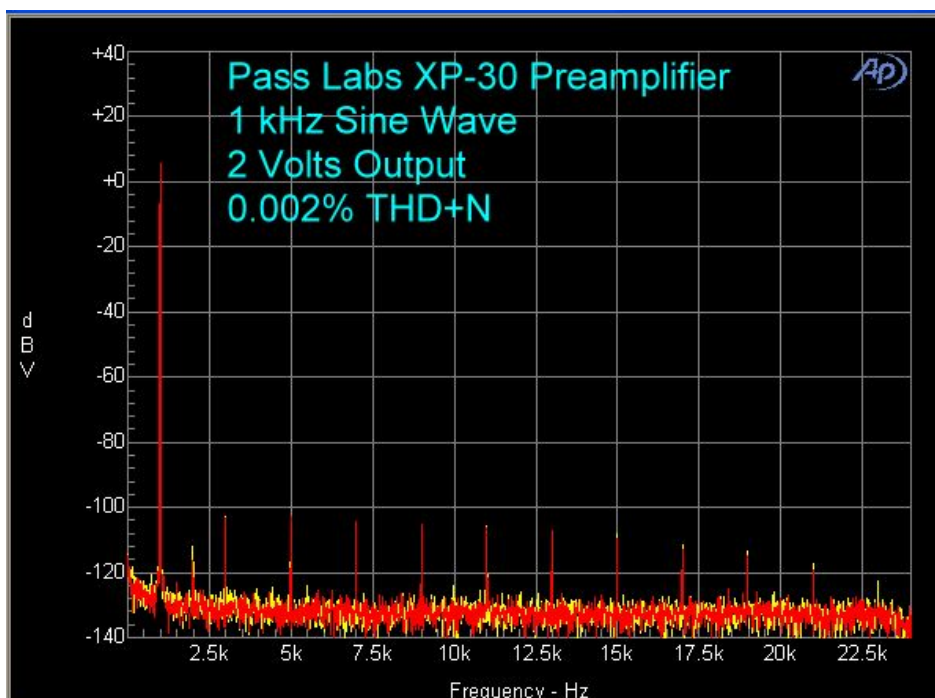 +40
+20
+0
-20
-40
-60
-80
-100
-120
-140
Pass Labs XP-30 Preamplifier
1 kHz Sine Wave
2 Volts Output
0.002% THD+N
Ap
d
B
V
2.5k 5k 7.5k 10k 12.5k 15k 17.5k 20k 22.5k
Frequency - Hz